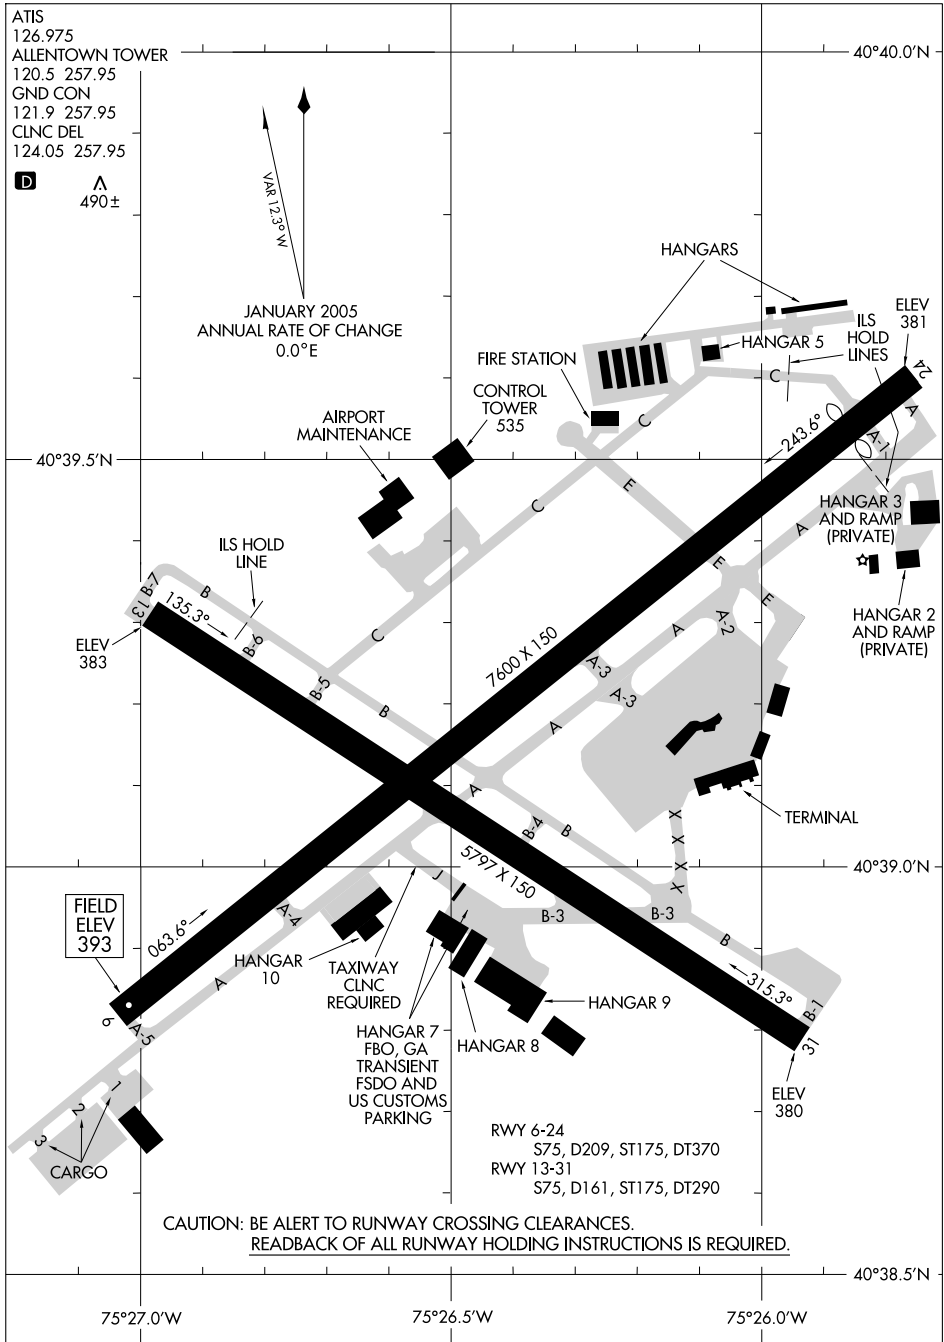 ATIS
126.975
ALLENTOWN TOWER
120.5 257.95
GND CON
121.9 257.95
CLNC DEL
124.05 257.95
D
490±
40°40.0'N
VAR 12.3° W
JANUARY 2005
ANNUAL RATE OF CHANGE
0.0°E
HANGARS
ELEV
381
ILS
HOLD
LINES
HANGAR 5
FIRE STATION
CONTROL
TOWER
535
AIRPORT
MAINTENANCE
C
C
24
A
243.6°
A-1
40°39.5'N
E
C
HANGAR 3
AND RAMP
(PRIVATE)
A
ILS HOLD
LINE
B-7
B
13
135.3°
E
E
A-2
HANGAR 2
AND RAMP
(PRIVATE)
ELEV
383
B-6
C
A
7600 X 150
A-3
A-3
B-5
B
A
A
TERMINAL
B-4
B
X
X
X
X
5797 X 150
J
40°39.0'N
FIELD
ELEV
393
063.6°
A-4
B-3
B-3
B
HANGAR
10
TAXIWAY
CLNC
REQUIRED
A
315.3°
HANGAR 9
B-1
6
A-5
HANGAR 7
FBO, GA
TRANSIENT
FSDO AND
US CUSTOMS
PARKING
HANGAR 8
31
ELEV
380
1
2
3
CARGO
RWY 6-24
S75, D209, ST175, DT370
RWY 13-31
S75, D161, ST175, DT290
CAUTION: BE ALERT TO RUNWAY CROSSING CLEARANCES.
READBACK OF ALL RUNWAY HOLDING INSTRUCTIONS IS REQUIRED.
40°38.5'N
75°27.0'W
75°26.5'W
75°26.0'W